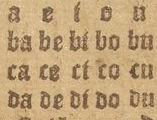 a e i o u
ba be bi bo bu
ca ce ci co cu
da de di do du